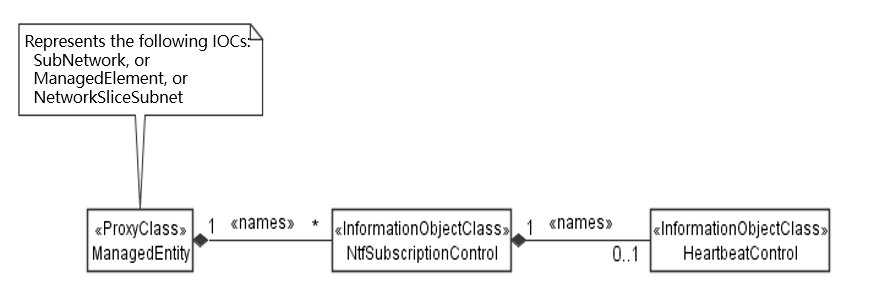 Represents the following IOCs:
SubNetwork, or
ManagedElement, or
NetworkSliceSubnet
«ProxyClass»
ManagedEntity
1 «names» *
«InformationObjectClass»
NtfSubscriptionControl
1 «names»
0..1
«InformationObjectClass»
HeartbeatControl